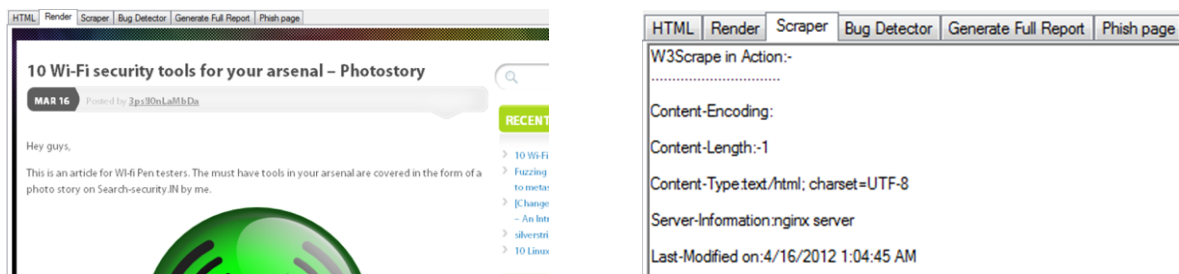 HTML Render Scraper Bug Detector Generate Full Report Phish page
10 Wi-Fi security tools for your arsenal – Photostory
MAR 16 Posted by 3psil0nLaMbDa
RECENT
Hey guys,
This is an article for WI-fi Pen testers. The must have tools in your arsenal are covered in the form of a
photo story on Search-security.IN by me.
10 Wi-Fi
Fuzzing
to metas
[Change
– An Int
silverstri
10 Linux
HTML Render Scraper Bug Detector Generate Full Report Phish page
W3Scrape in Action:-
Content-Encoding:
Content-Length:-1
Content-Type:text/html; charset=UTF-8
Server-Information:nginx server
Last-Modified on:4/16/2012 1:04:45 AM